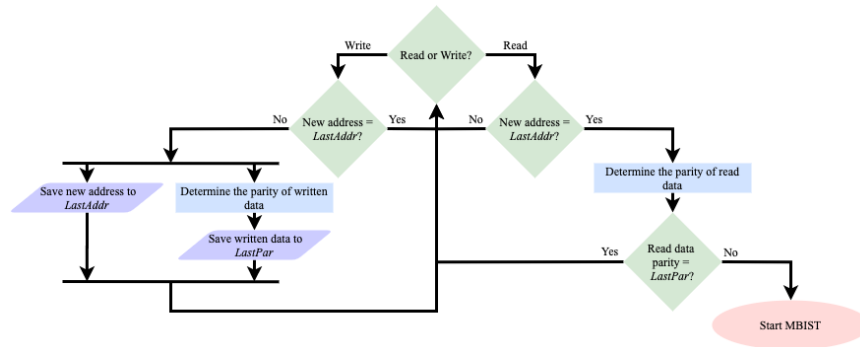 Write
Read or Write?
Read
No
New address =
LastAddr?
Yes
No
New address =
LastAddr?
Yes
Save new address to
LastAddr
Determine the parity of written
data
Determine the parity of read
data
Save written data to
LastPar
Yes
Read data
parity =
LastPar?
No
Start MBIST